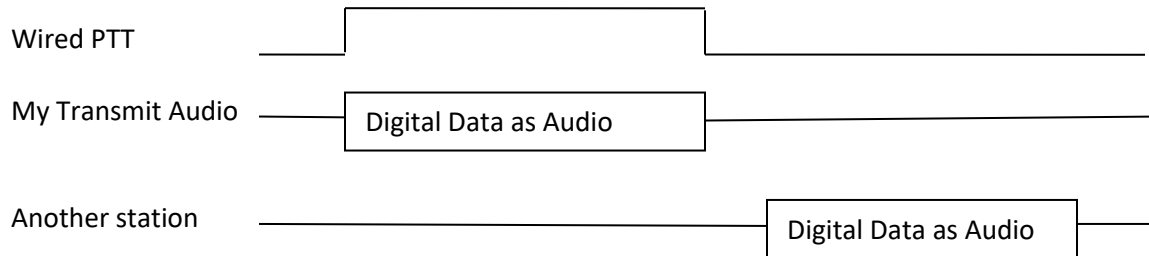 Wired PTT
My Transmit Audio
Digital Data as Audio
Another station
Digital Data as Audio